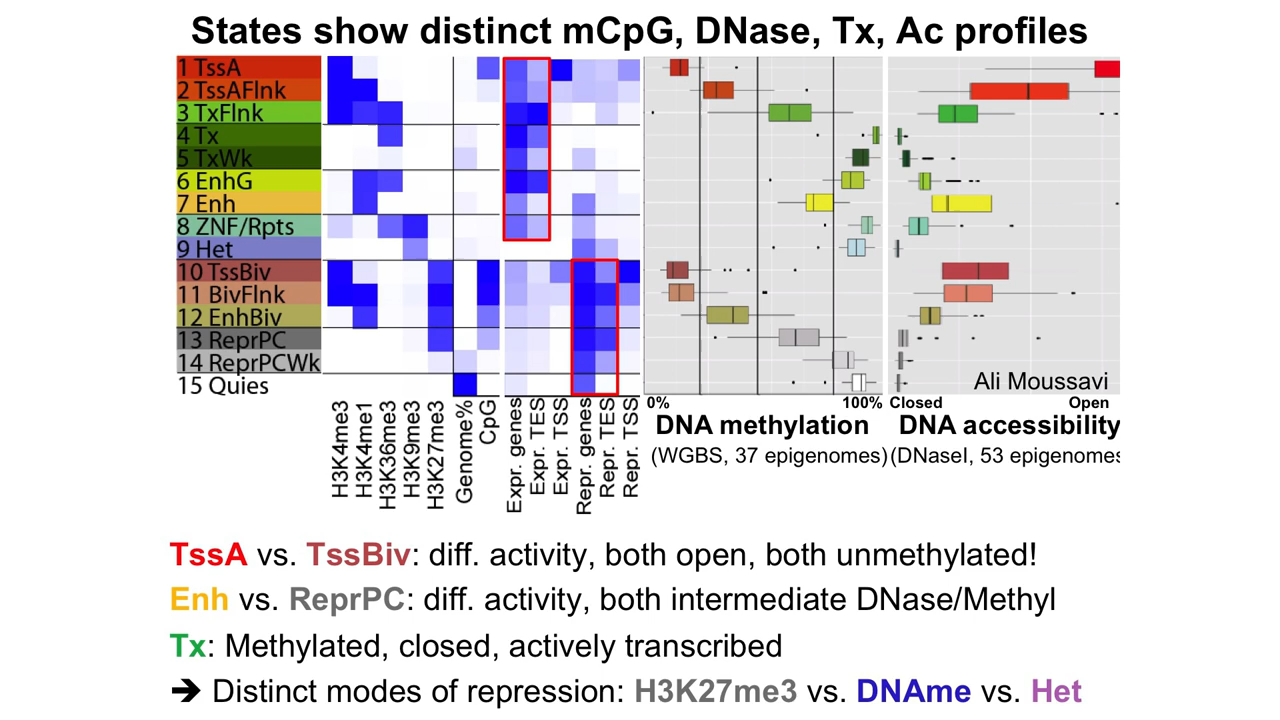 States show distinct mCpG, DNase, Tx, Ac profiles
1 TssA
2 TssAFlnk
3 TxFlnk
4 Tx
5 TxWk
6 EnhG
7 Enh
8 ZNF/Rpts
9 Het
10 TssBiv
11 BivFlnk
12 EnhBiv
13 ReprPC
14 ReprPCWk
15 Quies
H3K4me3
H3K4me1
H3K36me3
H3K9me3
H3K27me3
Genome%
CpG
Expr. genes
Expr. TES
Expr. TSS
Repr. genes
Repr. TES
Repr. TSS
Ali Moussavi
0% 100% Closed Open
DNA methylation DNA accessibility
(WGBS, 37 epigenomes) (DNaseI, 53 epigenomes
TssA vs. TssBiv: diff. activity, both open, both unmethylated!
Enh vs. ReprPC: diff. activity, both intermediate DNase/Methyl
Tx: Methylated, closed, actively transcribed
➔ Distinct modes of repression: H3K27me3 vs. DNAme vs. Het